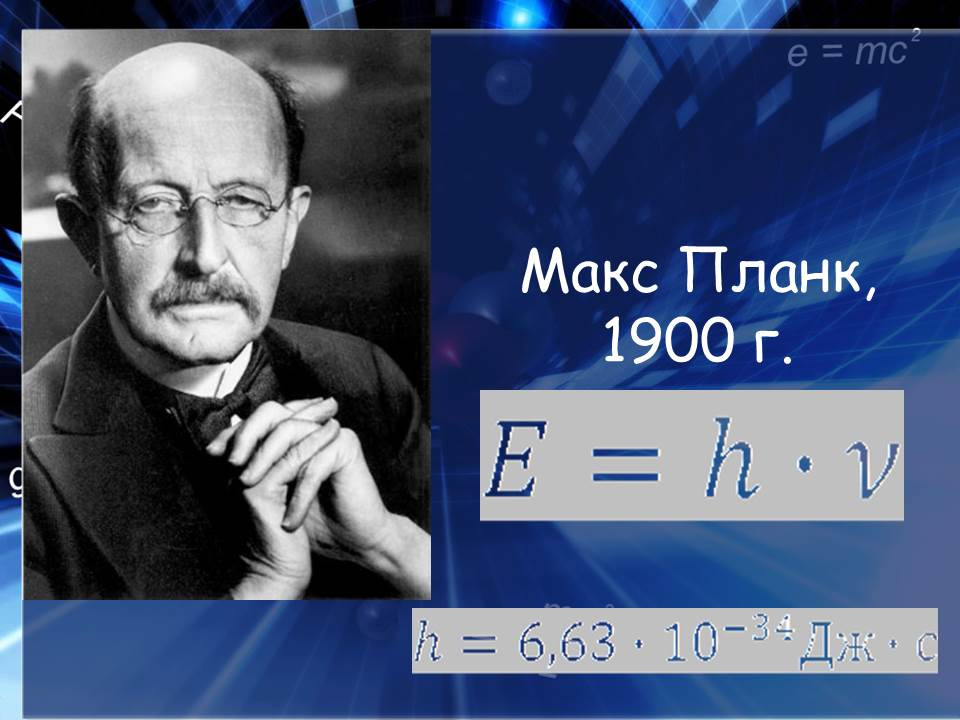 e = mc²
Макс Планк,
1900 г.
E = h · ν
h = 6,63 · 10⁻³⁴ Дж · с